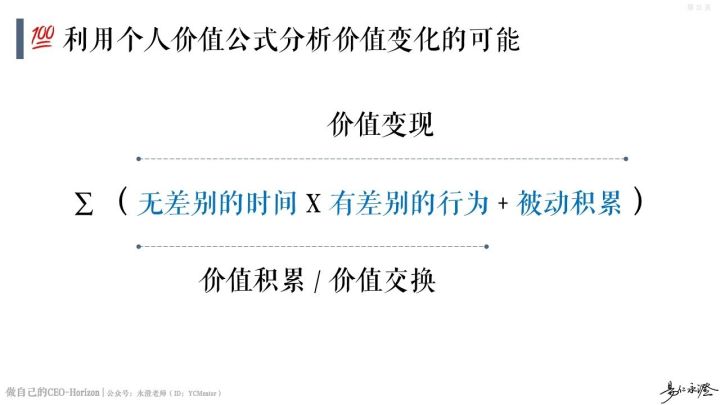 💯 利用个人价值公式分析价值变化的可能
价值变现
∑ ( 无差别的时间 X 有差别的行为 + 被动积累 )
价值积累 / 价值交换
做自己的CEO-Horizon | 公众号：永澄老师（ID：YCMentor）
易仁永澄